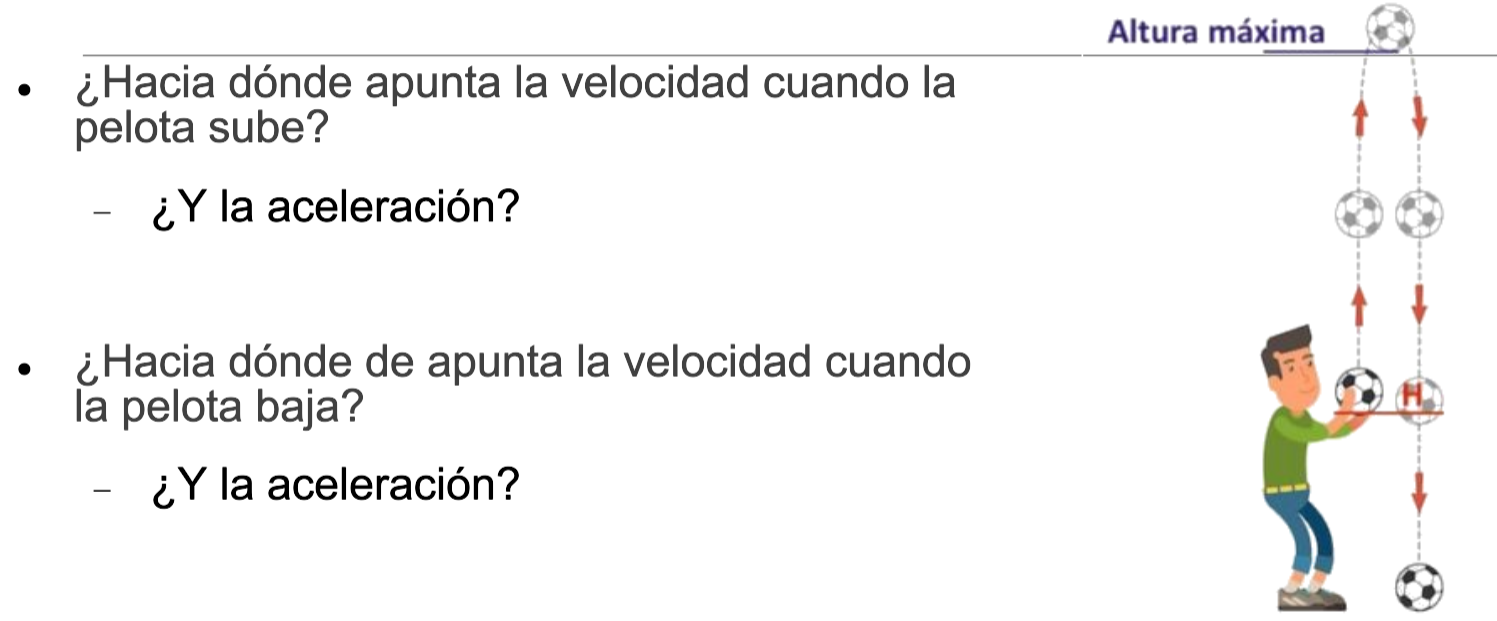 Altura máxima
• ¿Hacia dónde apunta la velocidad cuando la
pelota sube?
– ¿Y la aceleración?
• ¿Hacia dónde de apunta la velocidad cuando
la pelota baja?
– ¿Y la aceleración?
H